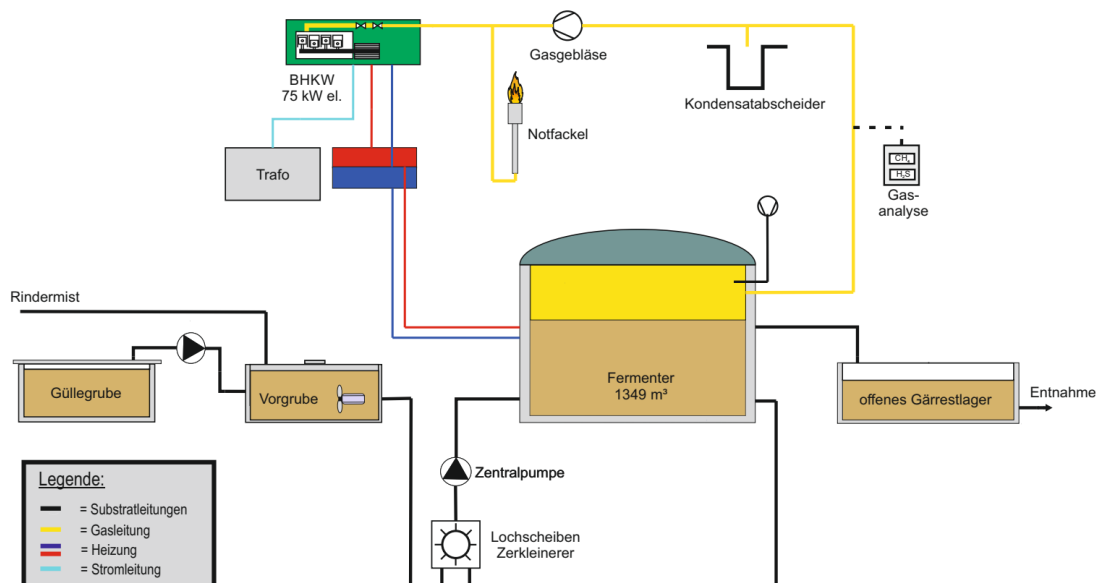 BHKW
75 kW el.
Gasgebläse
Kondensatabscheider
Notfackel
Trafo
CH₄
H₂S
Gas-
analyse
Rindermist
Güllegrube
Vorgrube
Fermenter
1349 m³
offenes Gärrestlager
Entnahme
Zentralpumpe
Lochscheiben
Zerkleinerer
Legende:
= Substratleitungen
= Gasleitung
= Heizung
= Stromleitung